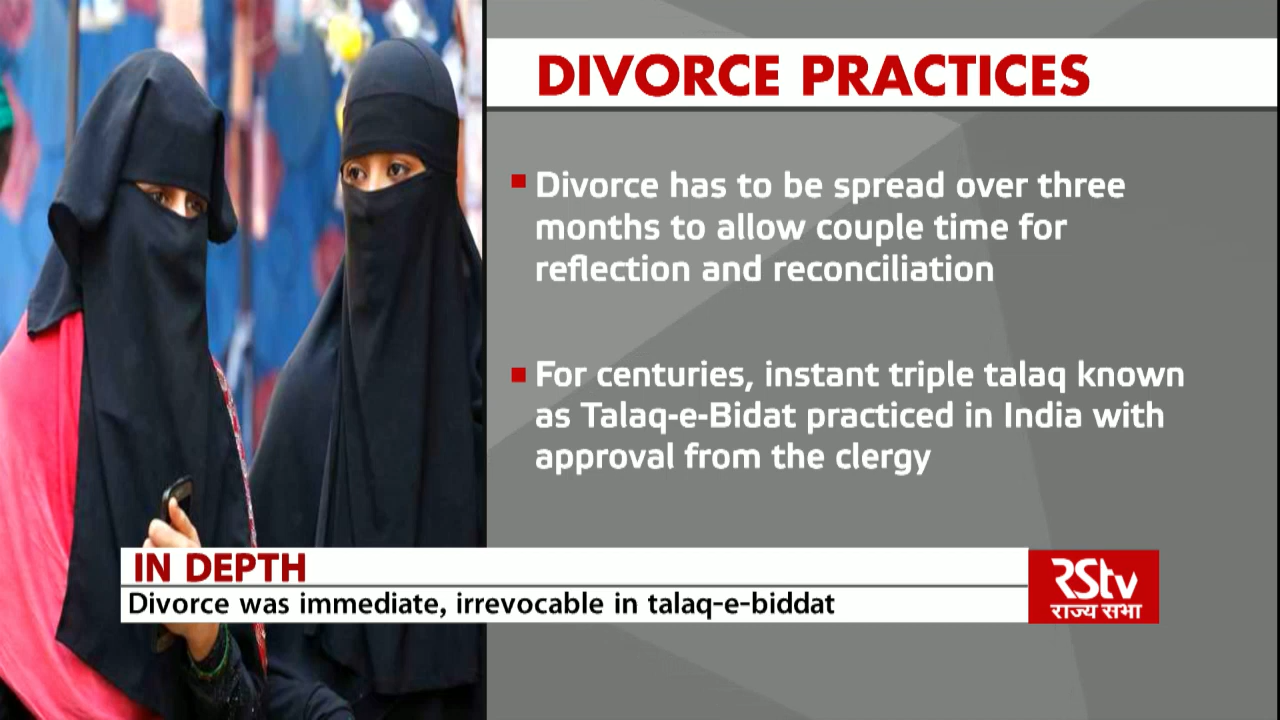 DIVORCE PRACTICES
Divorce has to be spread over three
months to allow couple time for
reflection and reconciliation
For centuries, instant triple talaq known
as Talaq-e-Bidat practiced in India with
approval from the clergy
IN DEPTH
Divorce was immediate, irrevocable in talaq-e-biddat
RStv
राज्य सभा